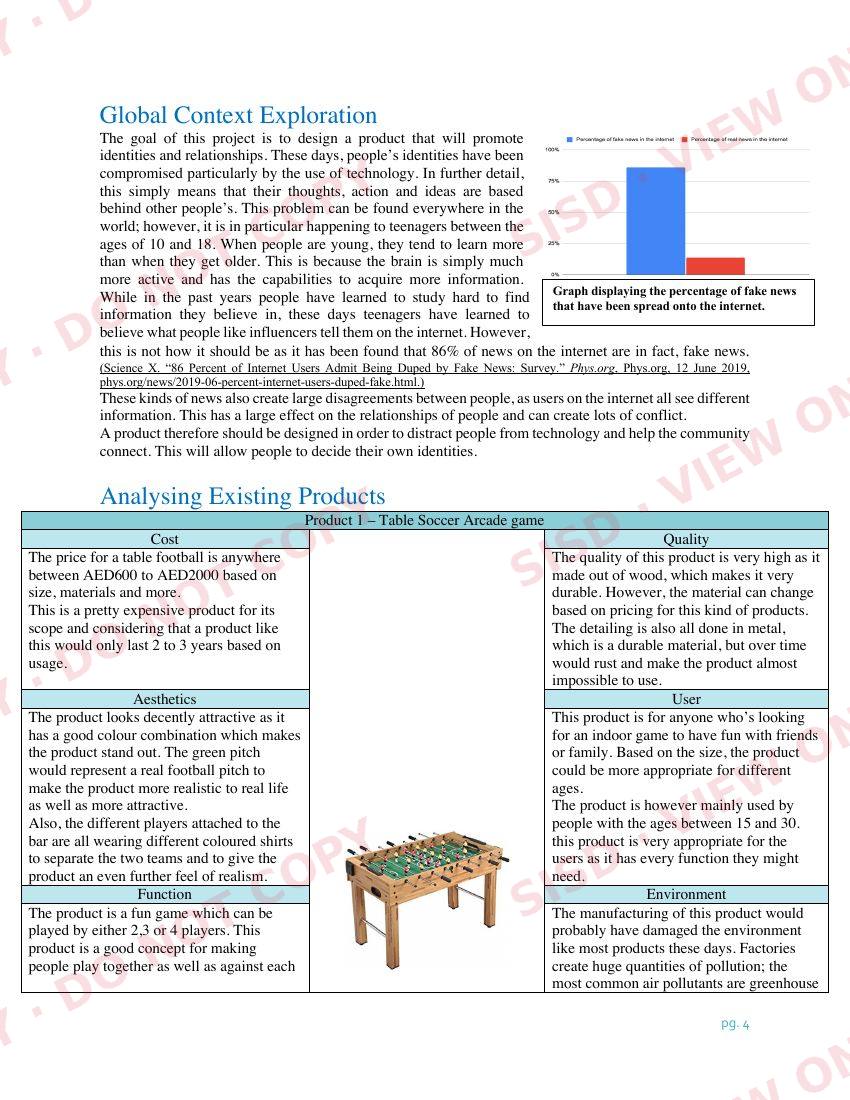 Global Context Exploration
The goal of this project is to design a product that will promote
identities and relationships. These days, people's identities have been
compromised particularly by the use of technology. In further detail,
this simply means that their thoughts, action and ideas are based
behind other people's. This problem can be found everywhere in the
world; however, it is in particular happening to teenagers between the
ages of 10 and 18. When people are young, they tend to learn more
than when they get older. This is because the brain is simply much
more active and has the capabilities to acquire more information.
While in the past years people have learned to study hard to find
information they believe in, these days teenagers have learned to
believe what people like influencers tell them on the internet. However,
Percentage of fake news in the internet Percentage of real news in the internet
100%
75%
50%
25%
0%
Graph displaying the percentage of fake news
that have been spread onto the internet.
this is not how it should be as it has been found that 86% of news on the internet are in fact, fake news.
(Science X. “86 Percent of Internet Users Admit Being Duped by Fake News: Survey.” Phys.org, Phys.org, 12 June 2019,
phys.org/news/2019-06-percent-internet-users-duped-fake.html.)
These kinds of news also create large disagreements between people, as users on the internet all see different
information. This has a large effect on the relationships of people and can create lots of conflict.
A product therefore should be designed in order to distract people from technology and help the community
connect. This will allow people to decide their own identities.
Analysing Existing Products
Product 1 – Table Soccer Arcade game
Cost
The price for a table football is anywhere
between AED600 to AED2000 based on
size, materials and more.
This is a pretty expensive product for its
scope and considering that a product like
this would only last 2 to 3 years based on
usage.
Quality
The quality of this product is very high as it
made out of wood, which makes it very
durable. However, the material can change
based on pricing for this kind of products.
The detailing is also all done in metal,
which is a durable material, but over time
would rust and make the product almost
impossible to use.
Aesthetics
The product looks decently attractive as it
has a good colour combination which makes
the product stand out. The green pitch
would represent a real football pitch to
make the product more realistic to real life
as well as more attractive.
Also, the different players attached to the
bar are all wearing different coloured shirts
to separate the two teams and to give the
product an even further feel of realism.
User
This product is for anyone who's looking
for an indoor game to have fun with friends
or family. Based on the size, the product
could be more appropriate for different
ages.
The product is however mainly used by
people with the ages between 15 and 30.
this product is very appropriate for the
users as it has every function they might
need.
Function
The product is a fun game which can be
played by either 2,3 or 4 players. This
product is a good concept for making
people play together as well as against each
Environment
The manufacturing of this product would
probably have damaged the environment
like most products these days. Factories
create huge quantities of pollution; the
most common air pollutants are greenhouse
pg. 4
SISD · VIEW ONLY · DO NOT COPY